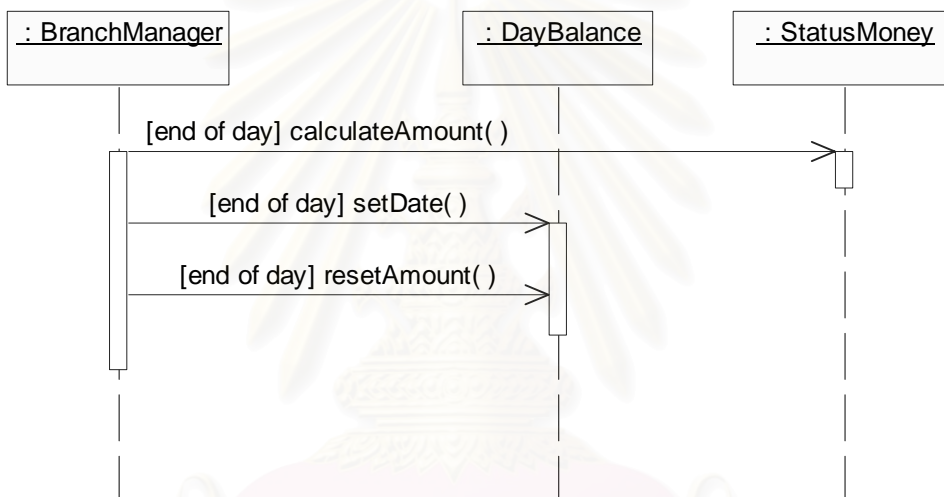 : BranchManager
: DayBalance
: StatusMoney
[end of day] calculateAmount( )
[end of day] setDate( )
[end of day] resetAmount( )